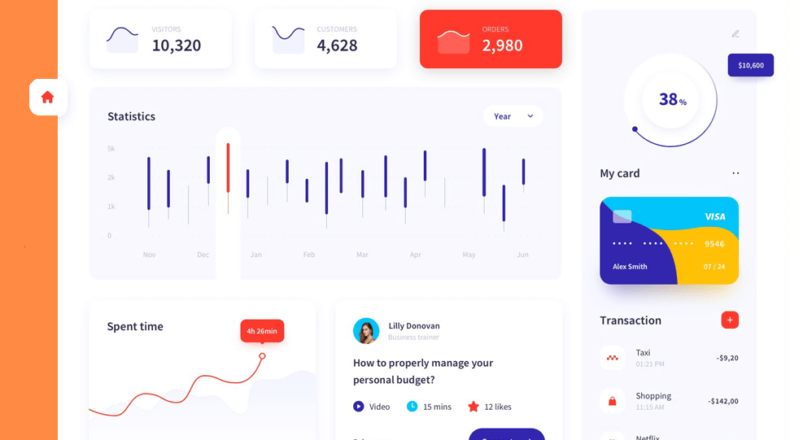 VISITORS
10,320
CUSTOMERS
4,628
ORDERS
2,980
$10,600
38%
Statistics
Year
5k
2k
1k
0
Nov
Dec
Jan
Feb
Mar
Apr
May
Jun
My card
VISA
9546
Alex Smith
07 / 24
Spent time
4h 26min
Lilly Donovan
Business trainer
How to properly manage your
personal budget?
Video
15 mins
12 likes
Transaction
+
Taxi
01:21 PM
-$9,20
Shopping
11:15 AM
-$142,00
Netflix